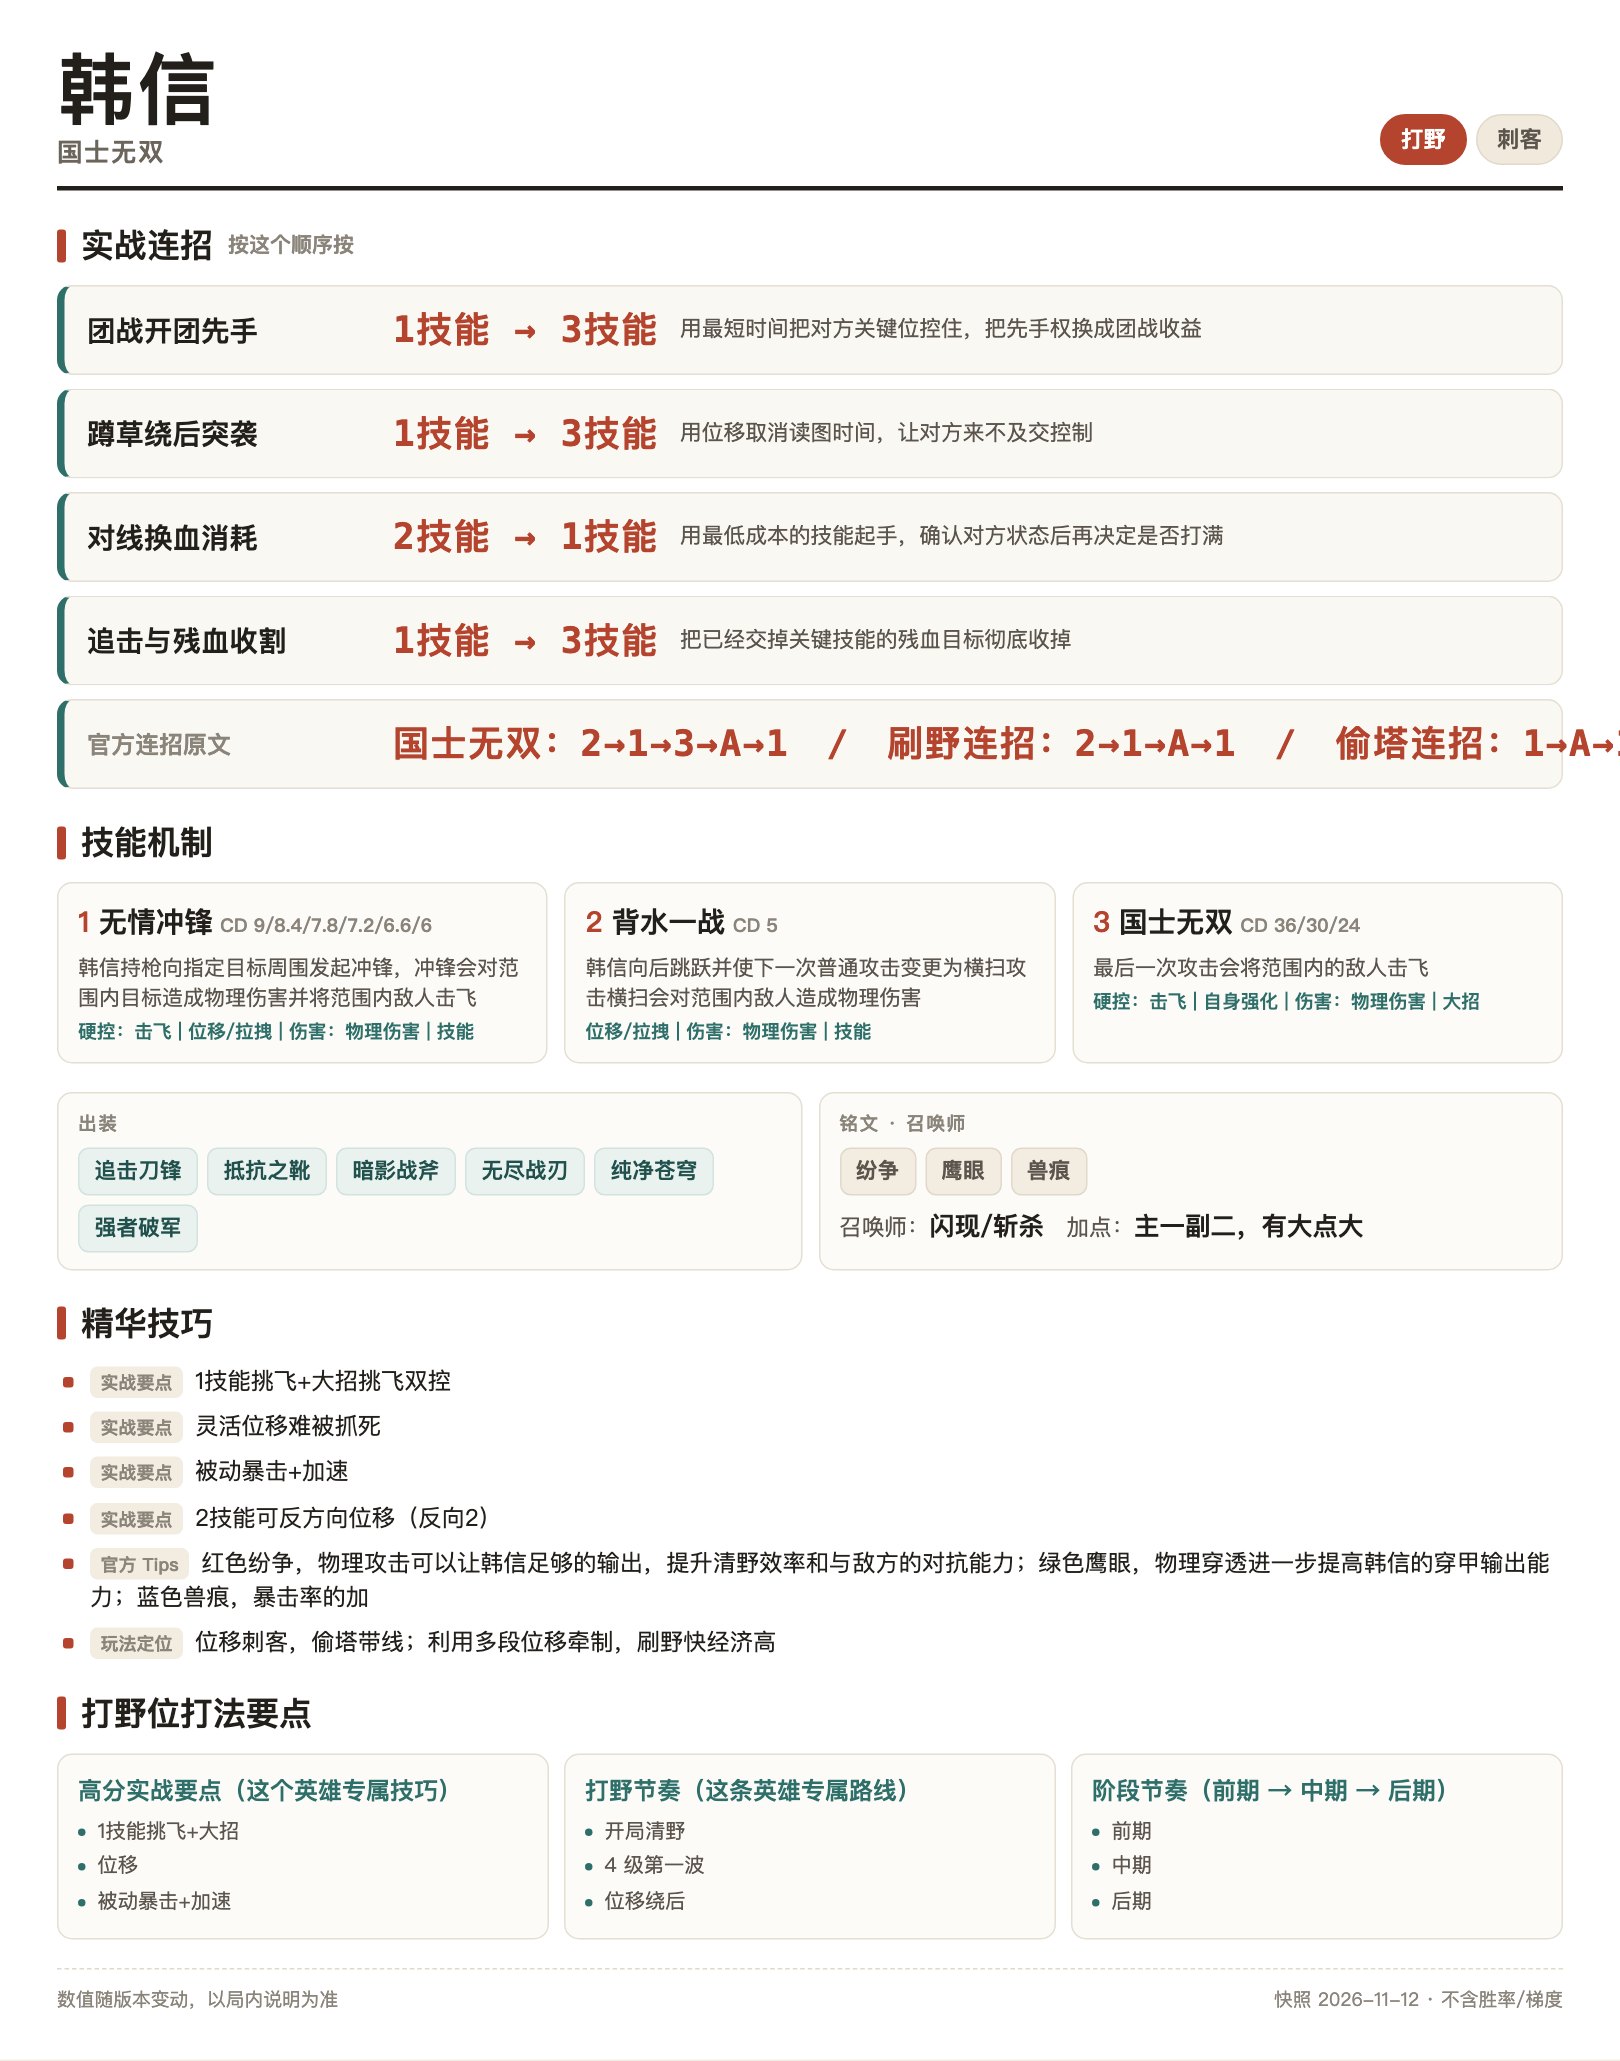 韩信
国士无双
打野 刺客
实战连招 按这个顺序按
团战开团先手 1技能 → 3技能 用最短时间把对方关键位控住，把先手权换成团战收益
蹲草绕后突袭 1技能 → 3技能 用位移取消读图时间，让对方来不及交控制
对线换血消耗 2技能 → 1技能 用最低成本的技能起手，确认对方状态后再决定是否打满
追击与残血收割 1技能 → 3技能 把已经交掉关键技能的残血目标彻底收掉
官方连招原文 国士无双：2→1→3→A→1 / 刷野连招：2→1→A→1 / 偷塔连招：1→A→
技能机制
1 无情冲锋 CD 9/8.4/7.8/7.2/6.6/6
韩信持枪向指定目标周围发起冲锋，冲锋会对范
围内目标造成物理伤害并将范围内敌人击飞
硬控：击飞 | 位移/拉拽 | 伤害：物理伤害 | 技能
2 背水一战 CD 5
韩信向后跳跃并使下一次普通攻击变更为横扫攻
击横扫会对范围内敌人造成物理伤害
位移/拉拽 | 伤害：物理伤害 | 技能
3 国士无双 CD 36/30/24
最后一次攻击会将范围内的敌人击飞
硬控：击飞 | 自身强化 | 伤害：物理伤害 | 大招
出装
追击刀锋 抵抗之靴 暗影战斧 无尽战刃 纯净苍穹
强者破军
铭文 · 召唤师
纷争 鹰眼 兽痕
召唤师：闪现/斩杀 加点：主一副二，有大点大
精华技巧
实战要点 1技能挑飞+大招挑飞双控
实战要点 灵活位移难被抓死
实战要点 被动暴击+加速
实战要点 2技能可反方向位移（反向2）
官方 Tips 红色纷争，物理攻击可以让韩信足够的输出，提升清野效率和与敌方的对抗能力；绿色鹰眼，物理穿透进一步提高韩信的穿甲输出能
力；蓝色兽痕，暴击率的加
玩法定位 位移刺客，偷塔带线；利用多段位移牵制，刷野快经济高
打野位打法要点
高分实战要点（这个英雄专属技巧）
1技能挑飞+大招
位移
被动暴击+加速
打野节奏（这条英雄专属路线）
开局清野
4 级第一波
位移绕后
阶段节奏（前期 → 中期 → 后期）
前期
中期
后期
数值随版本变动，以局内说明为准
快照 2026-11-12 · 不含胜率/梯度